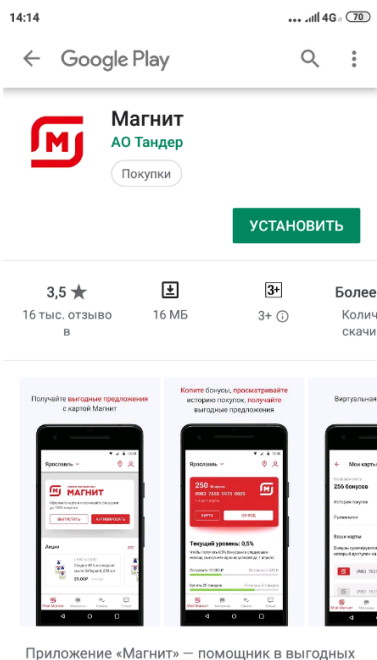 14:14
4G
70
Google Play
Магнит
АО Тандер
Покупки
УСТАНОВИТЬ
3,5 ★
16 тыс. отзыво
в
16 МБ
3+
3+
Более
Колич
скачи
Получайте выгодные предложения
с картой Магнит
Копите бонусы, просматривайте
историю покупок, получайте
выгодные предложения
Виртуальная
Ярославль
МАГНИТ
Акции
Ярославль
250
Текущий уровень: 0,5%
Мои карты
256 бонусов
Приложение «Магнит» — помощник в выгодных